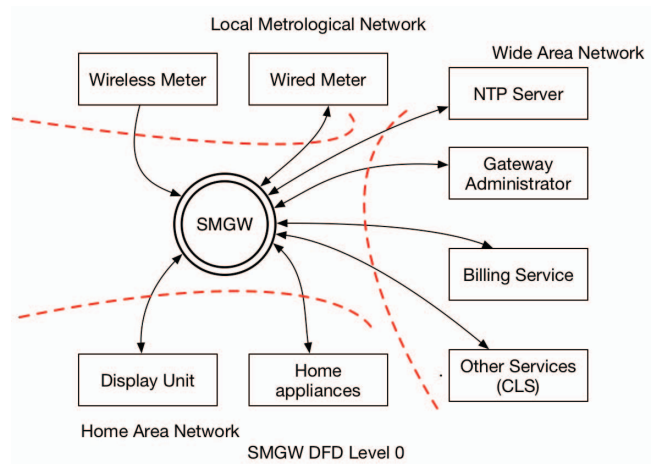 Local Metrological Network
Wide Area Network
Wireless Meter
Wired Meter
NTP Server
Gateway
Administrator
SMGW
Billing Service
Display Unit
Home
appliances
Other Services
(CLS)
Home Area Network
SMGW DFD Level 0